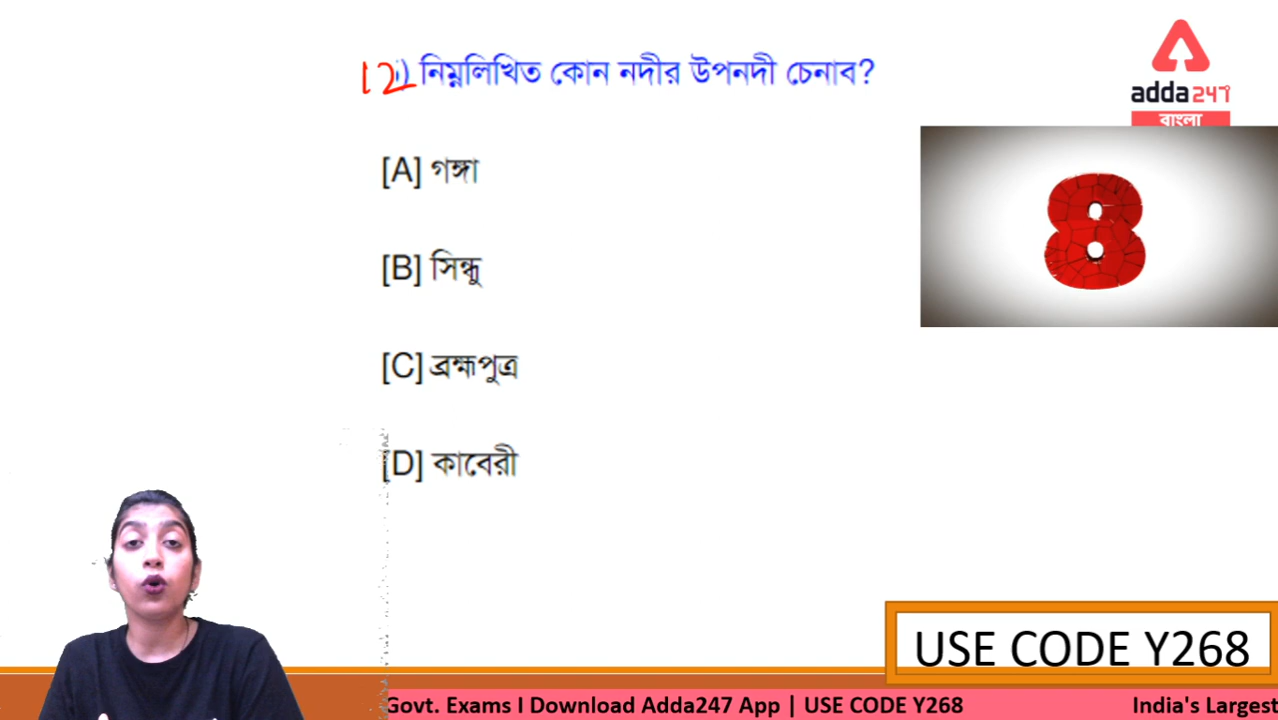 12) নিম্নলিখিত কোন নদীর উপনদী চেনাব?
adda247
বাংলা
[A] গঙ্গা
8
[B] সিন্ধু
[C] ব্রহ্মপুত্র
[D] কাবেরী
USE CODE Y268
Govt. Exams I Download Adda247 App | USE CODE Y268
India's Largest